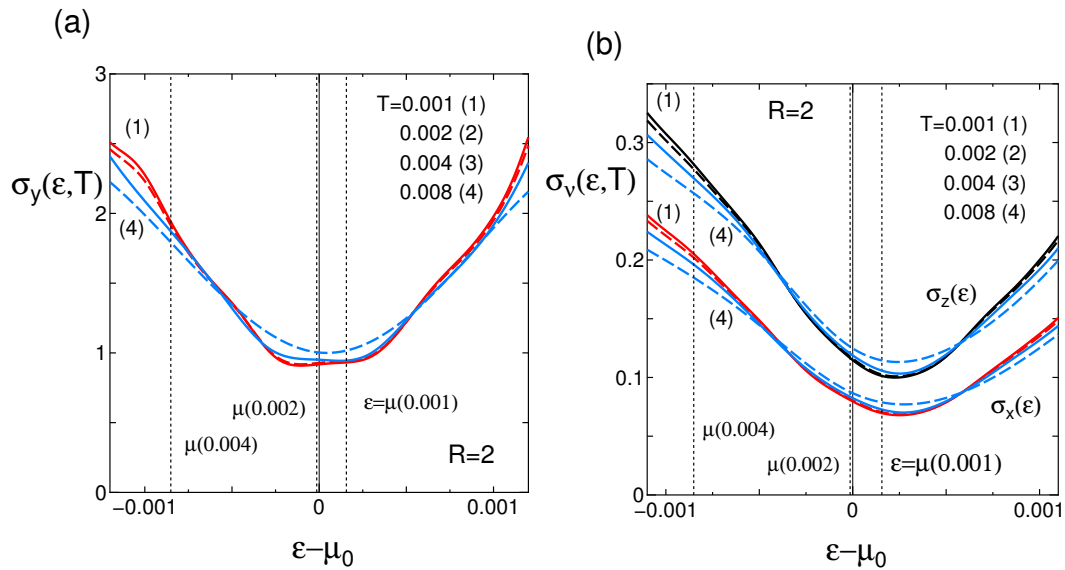 (a)
3
2
1
0
σy(ε,T)
(1)
(4)
T=0.001 (1)
0.002 (2)
0.004 (3)
0.008 (4)
μ(0.002)
ε=μ(0.001)
μ(0.004)
R=2
−0.001
0
0.001
ε−μ0
(b)
0.3
0.2
0.1
0
σν(ε,T)
(1)
R=2
T=0.001 (1)
0.002 (2)
0.004 (3)
0.008 (4)
(1)
(4)
(4)
σz(ε)
σx(ε)
μ(0.004)
μ(0.002)
ε=μ(0.001)
−0.001
0
0.001
ε−μ0